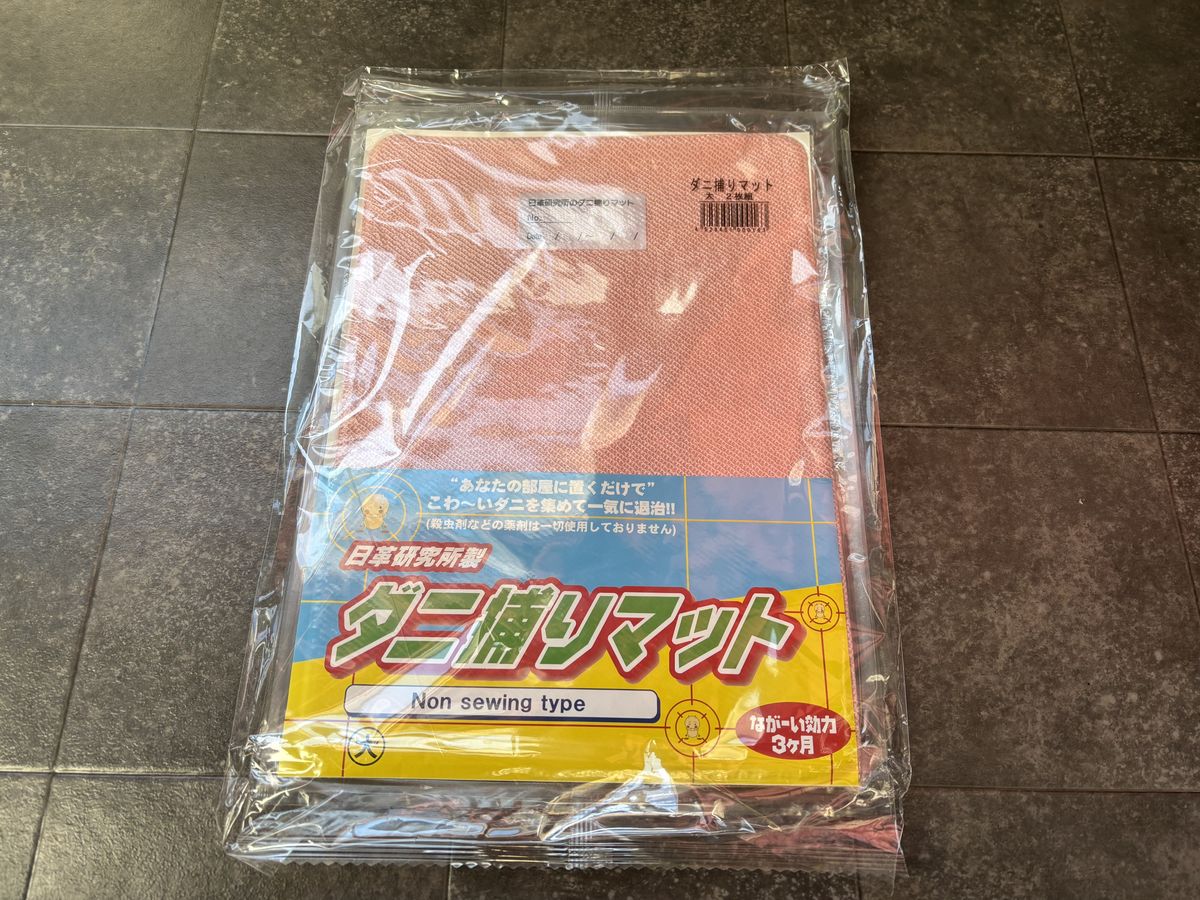 ダニ捕りマット
大 2枚組
日革研究所のダニ捕りマット
No.
Date / / ー / /
“あなたの部屋に置くだけで”
こわ〜いダニを集めて一気に退治!!
(殺虫剤などの薬剤は一切使用しておりません)
日革研究所製
ダニ捕りマット
Non sewing type
大
ながーい効力
3ヶ月